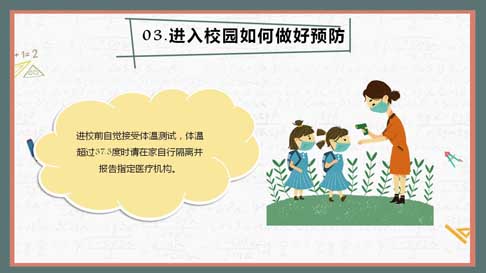 03.进入校园如何做好预防
+1=2
进校前自觉接受体温测试，体温
超过37.3度时请在家自行隔离并
报告指定医疗机构。